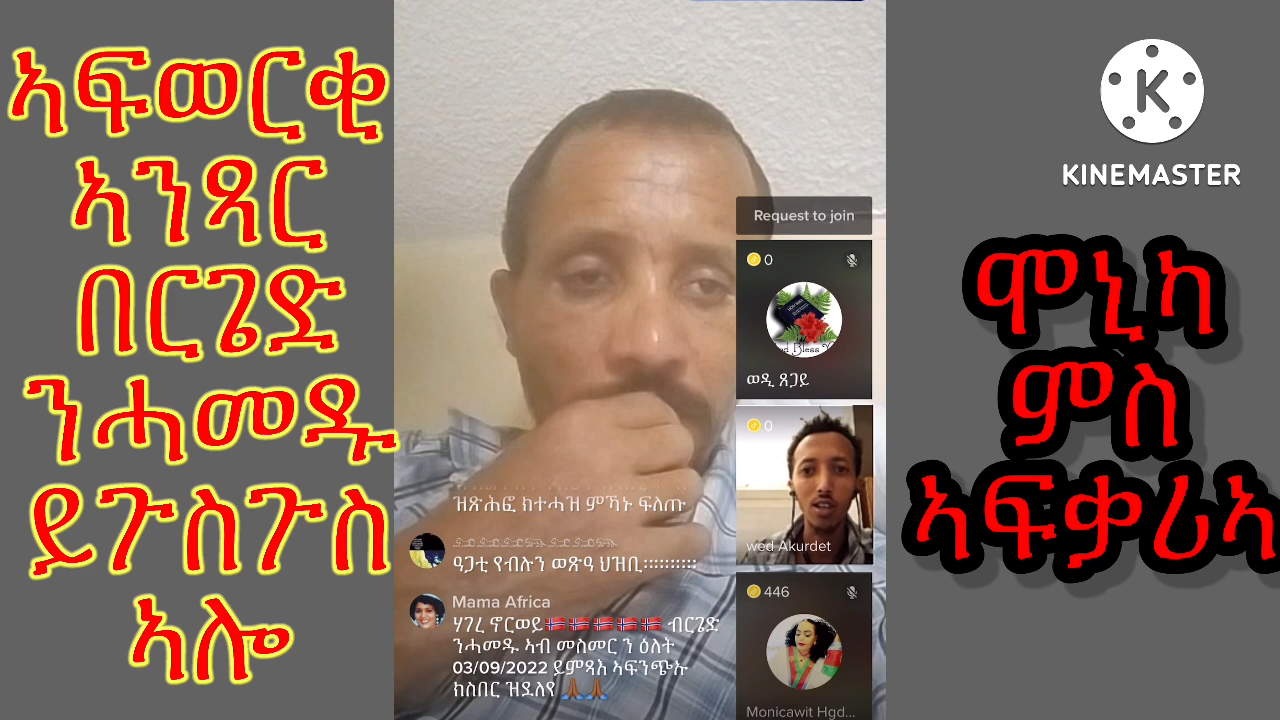 ኣፍወርቂ
ኣንጻር
በርጌድ
ንሓመዱ
ይጉስጉስ
ኣሎ
Request to join
0
ወዲ ጸጋይ
0
wed Akurdet
446
Monicawit Hgd...
ዝጽሕፎ ክተሓዝ ምኻኑ ፍለጡ
ዓጋቲ የብሉን ወጽዓ ህዝቢ::::::::::
Mama Africa
ሃገረ ኖርወይ🇳🇴🇳🇴🇳🇴🇳🇴🇳🇴 ብርጌድ
ንሓመዱ ኣብ መስመር ን ዕለት
03/09/2022 ይምጻእ ኣፍንጭኡ
ክስበር ዝደለየ 🙏🏾🙏🏾
KINEMASTER
ሞኒካ
ምስ
ኣፍቃሪኣ